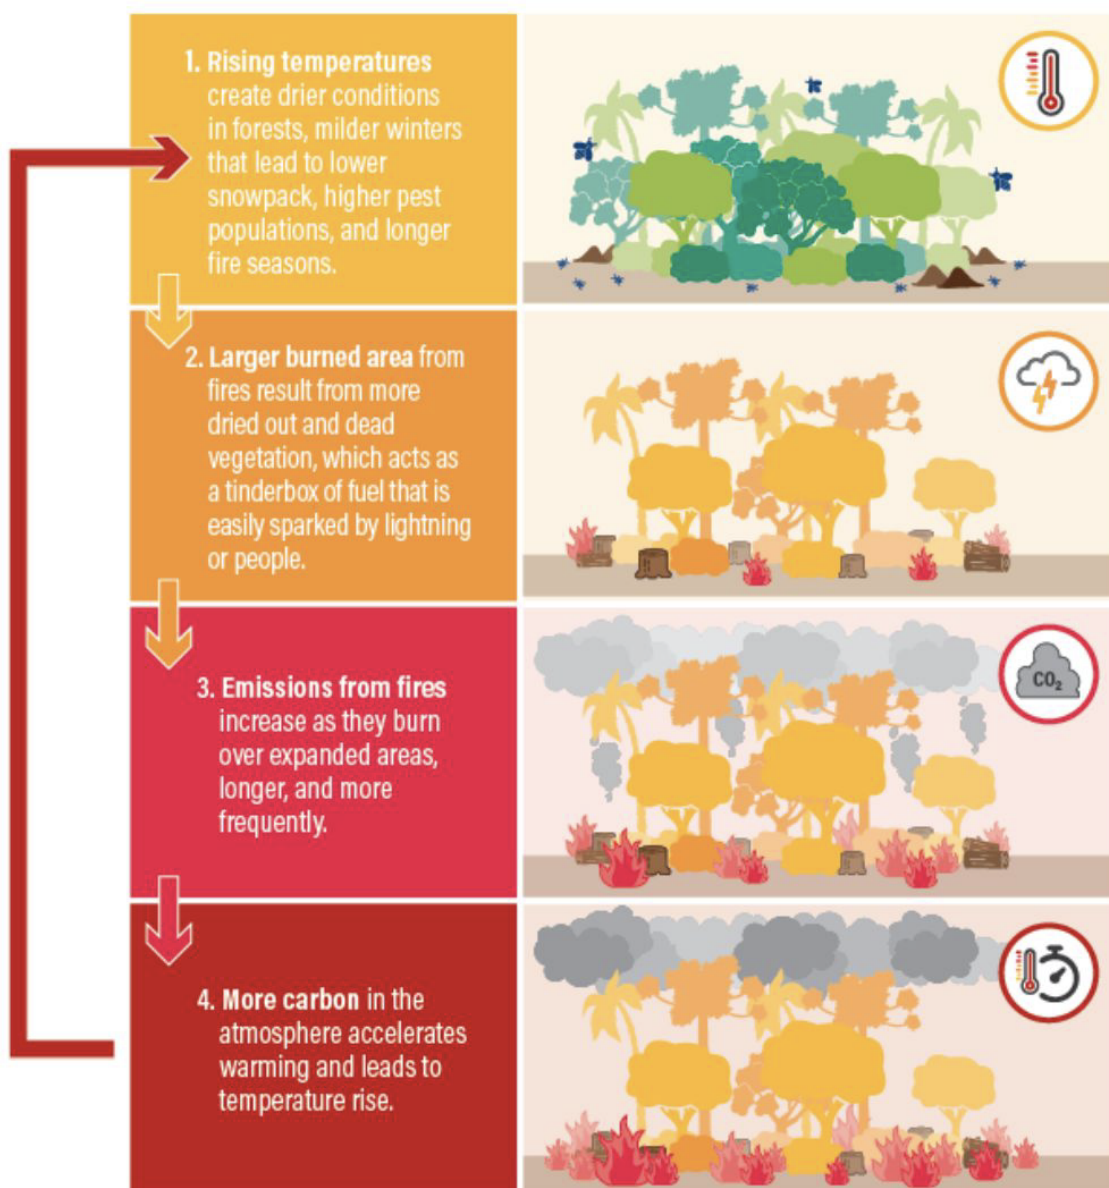 1. Rising temperatures
create drier conditions
in forests, milder winters
that lead to lower
snowpack, higher pest
populations, and longer
fire seasons.
2. Larger burned area from
fires result from more
dried out and dead
vegetation, which acts as
a tinderbox of fuel that is
easily sparked by lightning
or people.
3. Emissions from fires
increase as they burn
over expanded areas,
longer, and more
frequently.
CO₂
4. More carbon in the
atmosphere accelerates
warming and leads to
temperature rise.